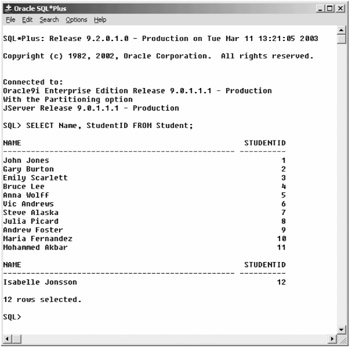 Oracle SQL*Plus
File Edit Search Options Help
SQL*Plus: Release 9.2.0.1.0 - Production on Tue Mar 11 13:21:05 2003
Copyright (c) 1982, 2002, Oracle Corporation. All rights reserved.
Connected to:
Oracle9i Enterprise Edition Release 9.0.1.1.1 - Production
With the Partitioning option
JServer Release 9.0.1.1.1 - Production
SQL> SELECT Name, StudentID FROM Student;
NAME STUDENTID
---------------------------------------- ----------
John Jones 1
Gary Burton 2
Emily Scarlett 3
Bruce Lee 4
Anna Wolff 5
Vic Andrews 6
Steve Alaska 7
Julia Picard 8
Andrew Foster 9
Maria Fernandez 10
Mohammed Akbar 11
NAME STUDENTID
---------------------------------------- ----------
Isabelle Jonsson 12
12 rows selected.
SQL>